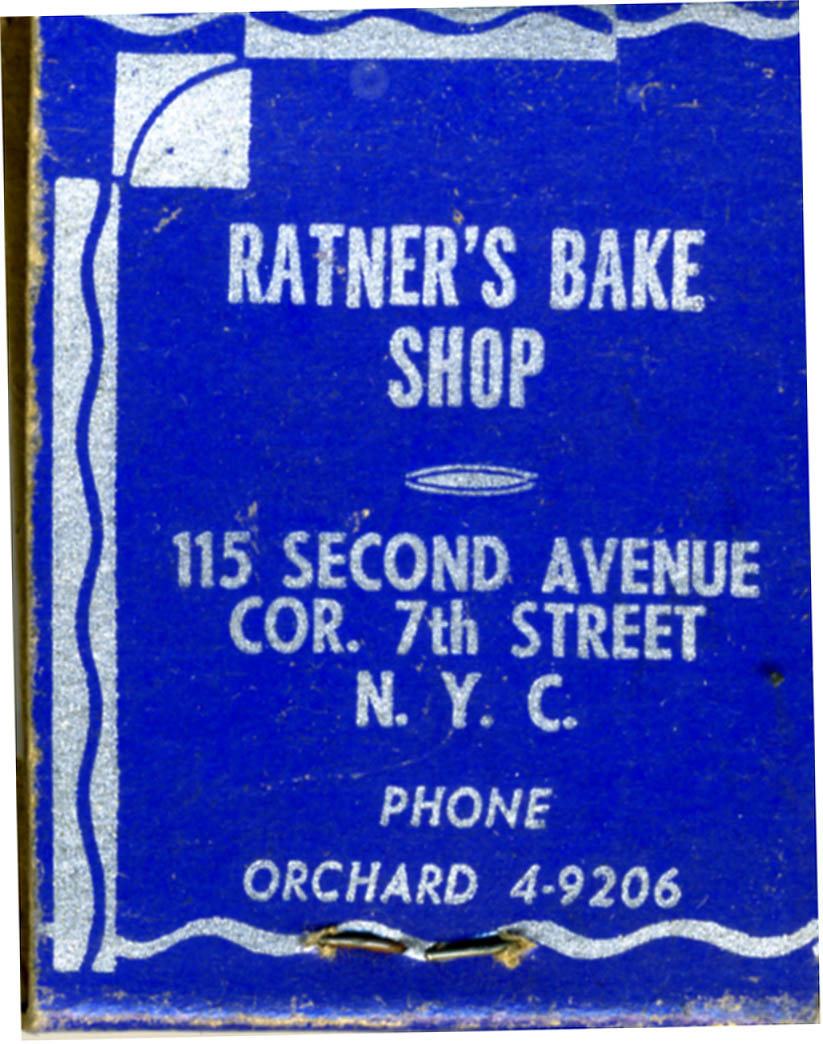 RATNER'S BAKE
SHOP
115 SECOND AVENUE
COR. 7th STREET
N. Y. C.
PHONE
ORCHARD 4-9206